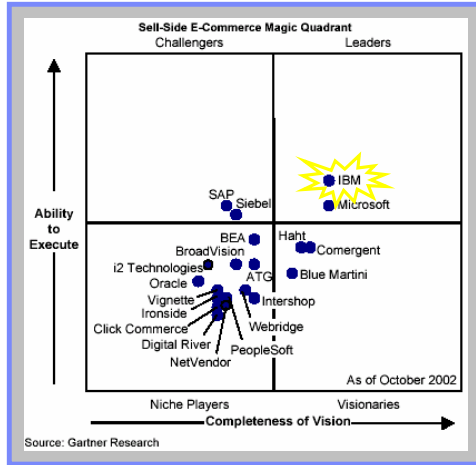 Sell-Side E-Commerce Magic Quadrant
Challengers
Leaders
Ability
to
Execute
IBM
Microsoft
SAP
Siebel
BEA
BroadVision
i2 Technologies
ATG
Oracle
Vignette
Ironside
Click Commerce
Digital River
NetVendor
PeopleSoft
Webridge
Intershop
Haht
Comergent
Blue Martini
As of October 2002
Niche Players
Visionaries
Completeness of Vision
Source: Gartner Research